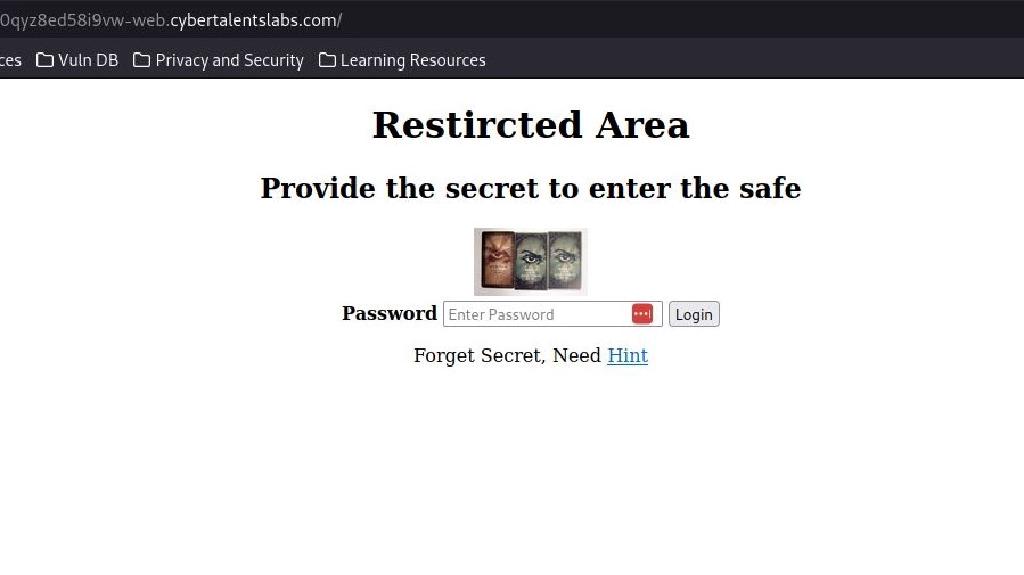 0qyz8ed58i9vw-web.cybertalentslabs.com/
ces Vuln DB Privacy and Security Learning Resources
Restircted Area
Provide the secret to enter the safe
Password Enter Password Login
Forget Secret, Need Hint